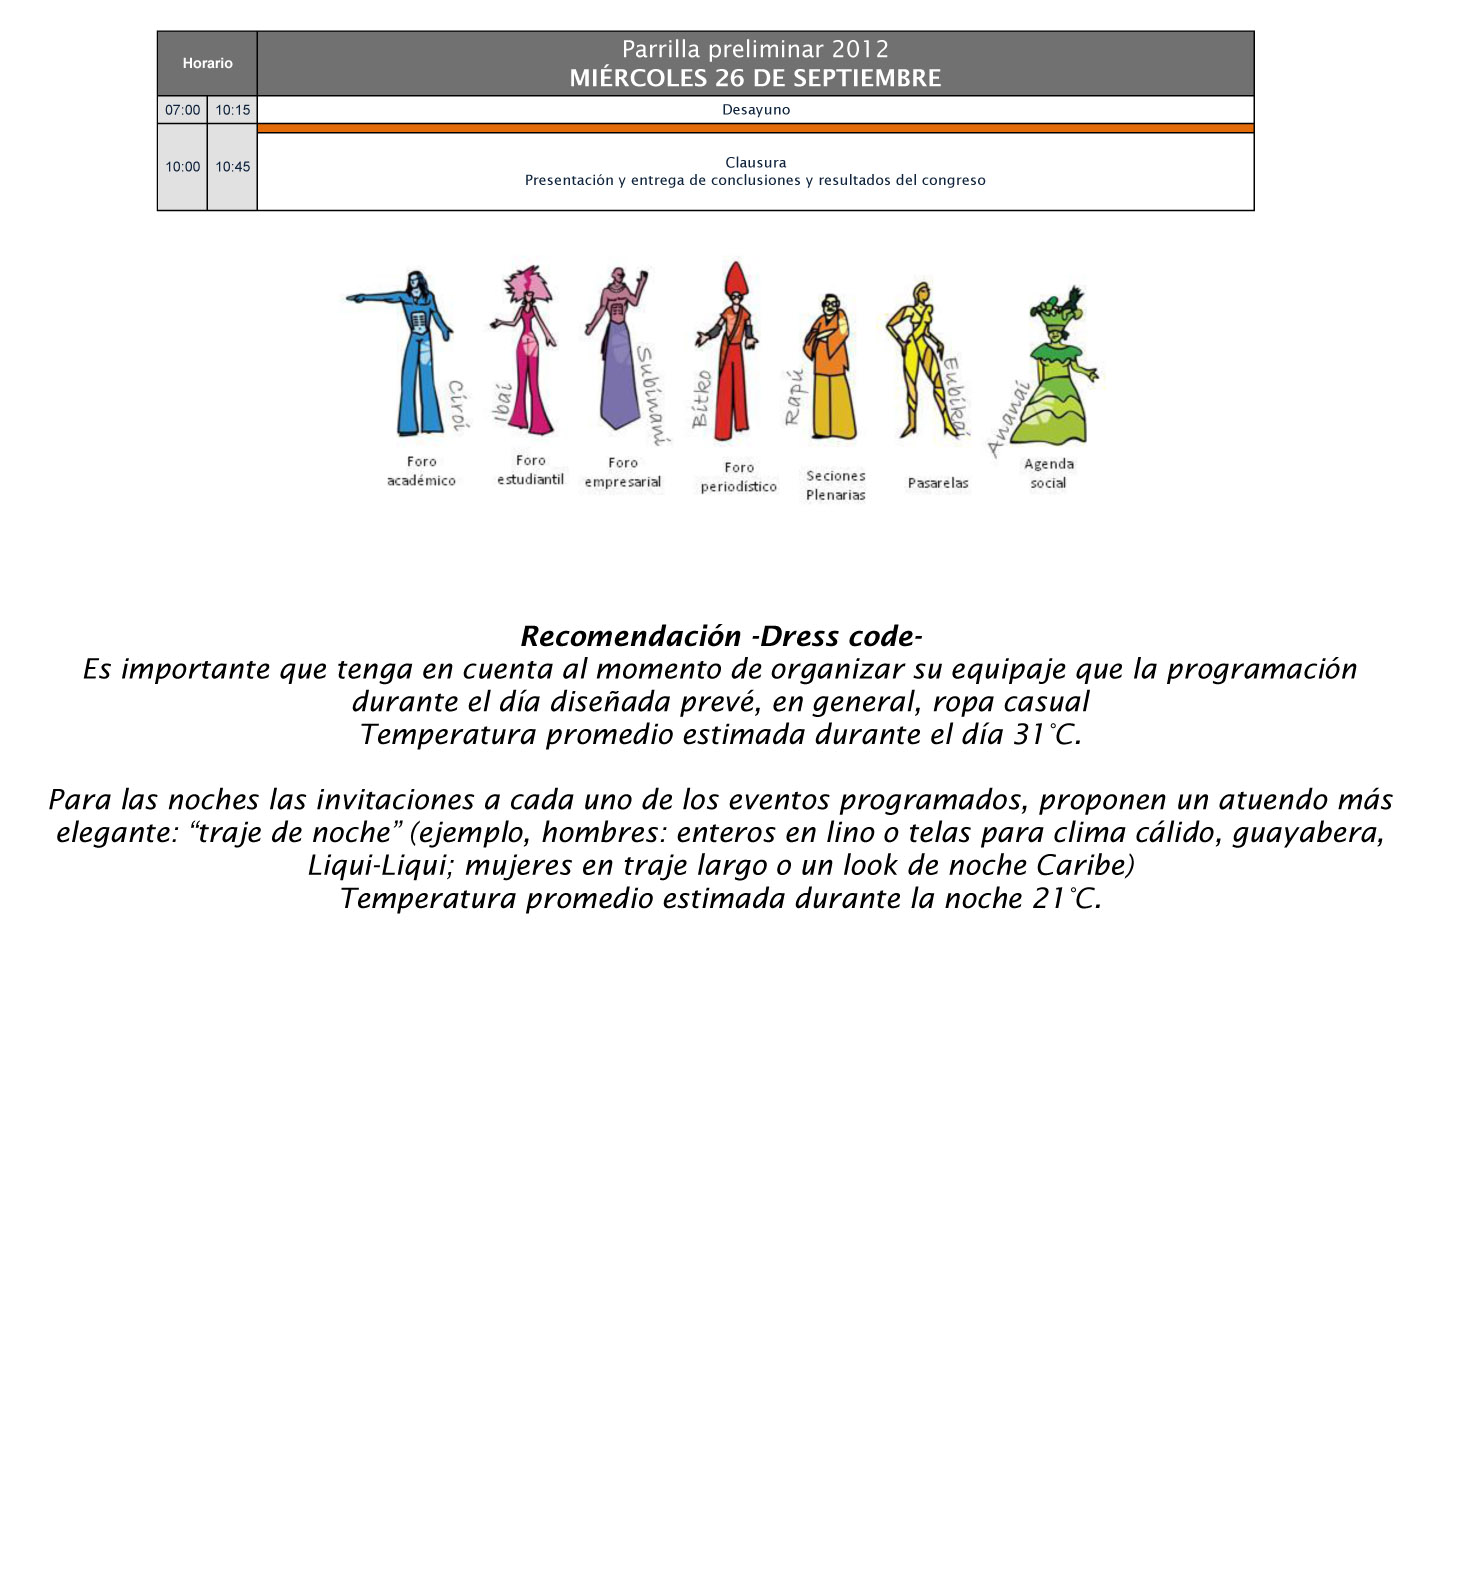 Horario
Parrilla preliminar 2012
MIÉRCOLES 26 DE SEPTIEMBRE
07:00 10:15 Desayuno
10:00 10:45
Clausura
Presentación y entrega de conclusiones y resultados del congreso
Ciroi
Ibai
Subinani
Bitko
Rapú
Eubikai
Ananai
Foro
académico
Foro
estudiantil
Foro
empresarial
Foro
periodístico
Seciones
Plenarias
Pasarelas
Agenda
social
Recomendación -Dress code-
Es importante que tenga en cuenta al momento de organizar su equipaje que la programación
durante el día diseñada prevé, en general, ropa casual
Temperatura promedio estimada durante el día 31°C.
Para las noches las invitaciones a cada uno de los eventos programados, proponen un atuendo más
elegante: “traje de noche” (ejemplo, hombres: enteros en lino o telas para clima cálido, guayabera,
Liqui-Liqui; mujeres en traje largo o un look de noche Caribe)
Temperatura promedio estimada durante la noche 21°C.